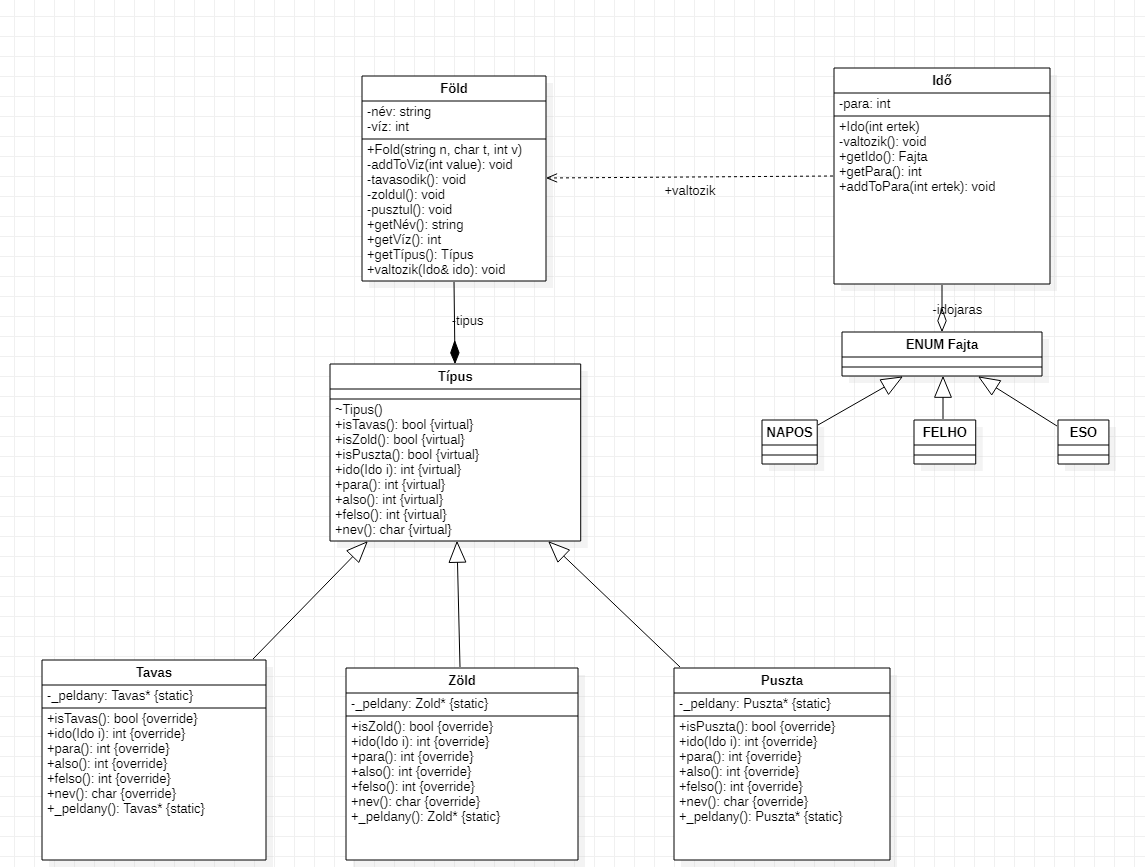 Föld
-név: string
-víz: int
+Fold(string n, char t, int v)
-addToViz(int value): void
-tavasodik(): void
-zoldul(): void
-pusztul(): void
+getNév(): string
+getVíz(): int
+getTípus(): Típus
+valtozik(Ido& ido): void
+valtozik
Idő
-para: int
+Ido(int ertek)
-valtozik(): void
+getIdo(): Fajta
+getPara(): int
+addToPara(int ertek): void
-tipus
-idojaras
ENUM Fajta
NAPOS
FELHO
ESO
Típus
~Tipus()
+isTavas(): bool {virtual}
+isZold(): bool {virtual}
+isPuszta(): bool {virtual}
+ido(Ido i): int {virtual}
+para(): int {virtual}
+also(): int {virtual}
+felso(): int {virtual}
+nev(): char {virtual}
Tavas
-_peldany: Tavas* {static}
+isTavas(): bool {override}
+ido(Ido i): int {override}
+para(): int {override}
+also(): int {override}
+felso(): int {override}
+nev(): char {override}
+_peldany(): Tavas* {static}
Zöld
-_peldany: Zold* {static}
+isZold(): bool {override}
+ido(Ido i): int {override}
+para(): int {override}
+also(): int {override}
+felso(): int {override}
+nev(): char {override}
+_peldany(): Zold* {static}
Puszta
-_peldany: Puszta* {static}
+isPuszta(): bool {override}
+ido(Ido i): int {override}
+para(): int {override}
+also(): int {override}
+felso(): int {override}
+nev(): char {override}
+_peldany(): Puszta* {static}